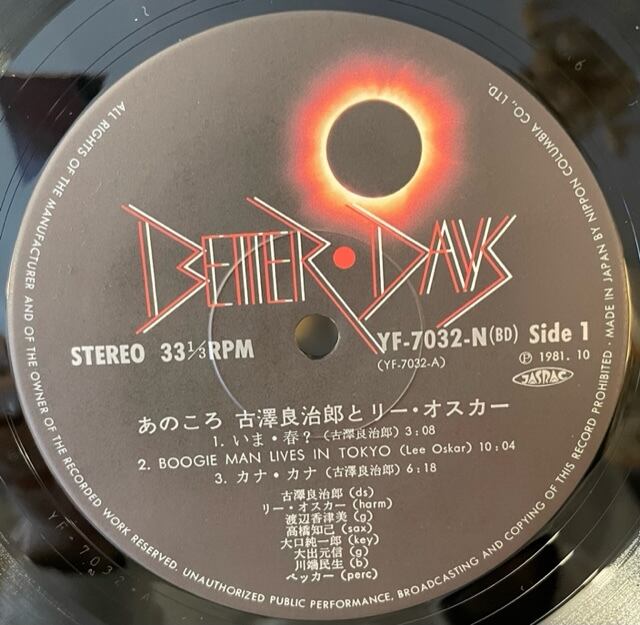 BETTER・DAYS
STEREO 33 1/3 RPM
YF-7032-N(BD) Side 1
(YF-7032-A)
Ⓟ 1981. 10
JASRAC
あのころ 古澤良治郎とリー・オスカー
1. いま・春? (古澤良治郎) 3:08
2. BOOGIE MAN LIVES IN TOKYO (Lee Oskar) 10:04
3. カナ・カナ (古澤良治郎) 6:18
古澤良治郎 (ds)
リー・オスカー (harm)
渡辺香津美 (g)
高橋知己 (sax)
大口純一郎 (key)
大出元信 (g)
川端民生 (b)
ペッカー (perc)
ALL RIGHTS OF THE MANUFACTURER AND OF THE OWNER OF THE RECORDED WORK RESERVED. UNAUTHORIZED PUBLIC PERFORMANCE, BROADCASTING AND COPYING OF THIS RECORD PROHIBITED・MADE IN JAPAN BY NIPPON COLUMBIA CO., LTD.
YF-7032-A